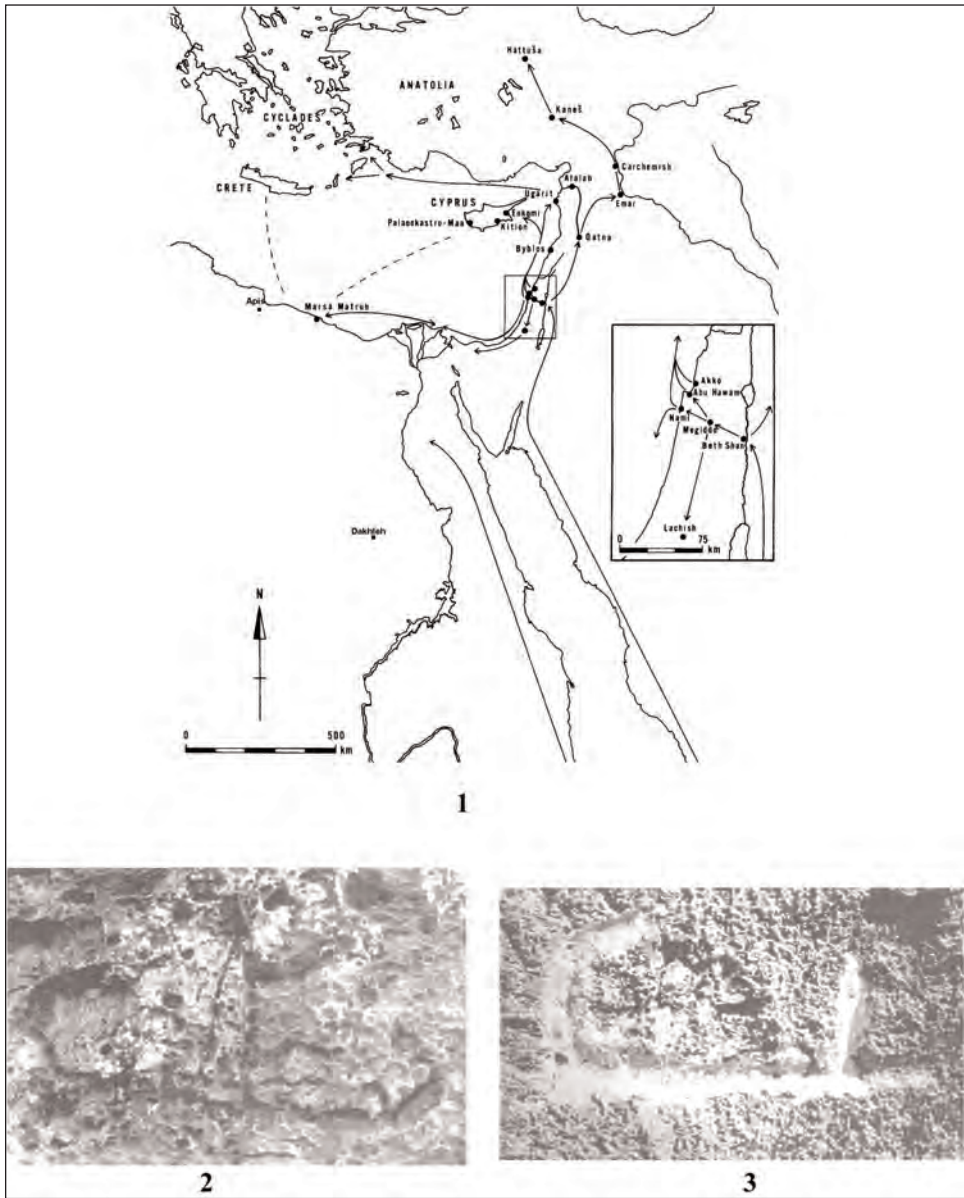 Hattuša
ANATOLIA
Kaneš
CYCLADES
Carchemish
CRETE
CYPRUS
Ugarit
Alalah
Emar
Enkomi
Palaeokastro-Maa
Kition
Qatna
Byblos
Apis
Marsa Matruh
Akko
Abu Hawam
Nami
Megiddo
Beth Shan
Lachish
0 75
km
Dakhleh
N
0 500
km
1
2
3